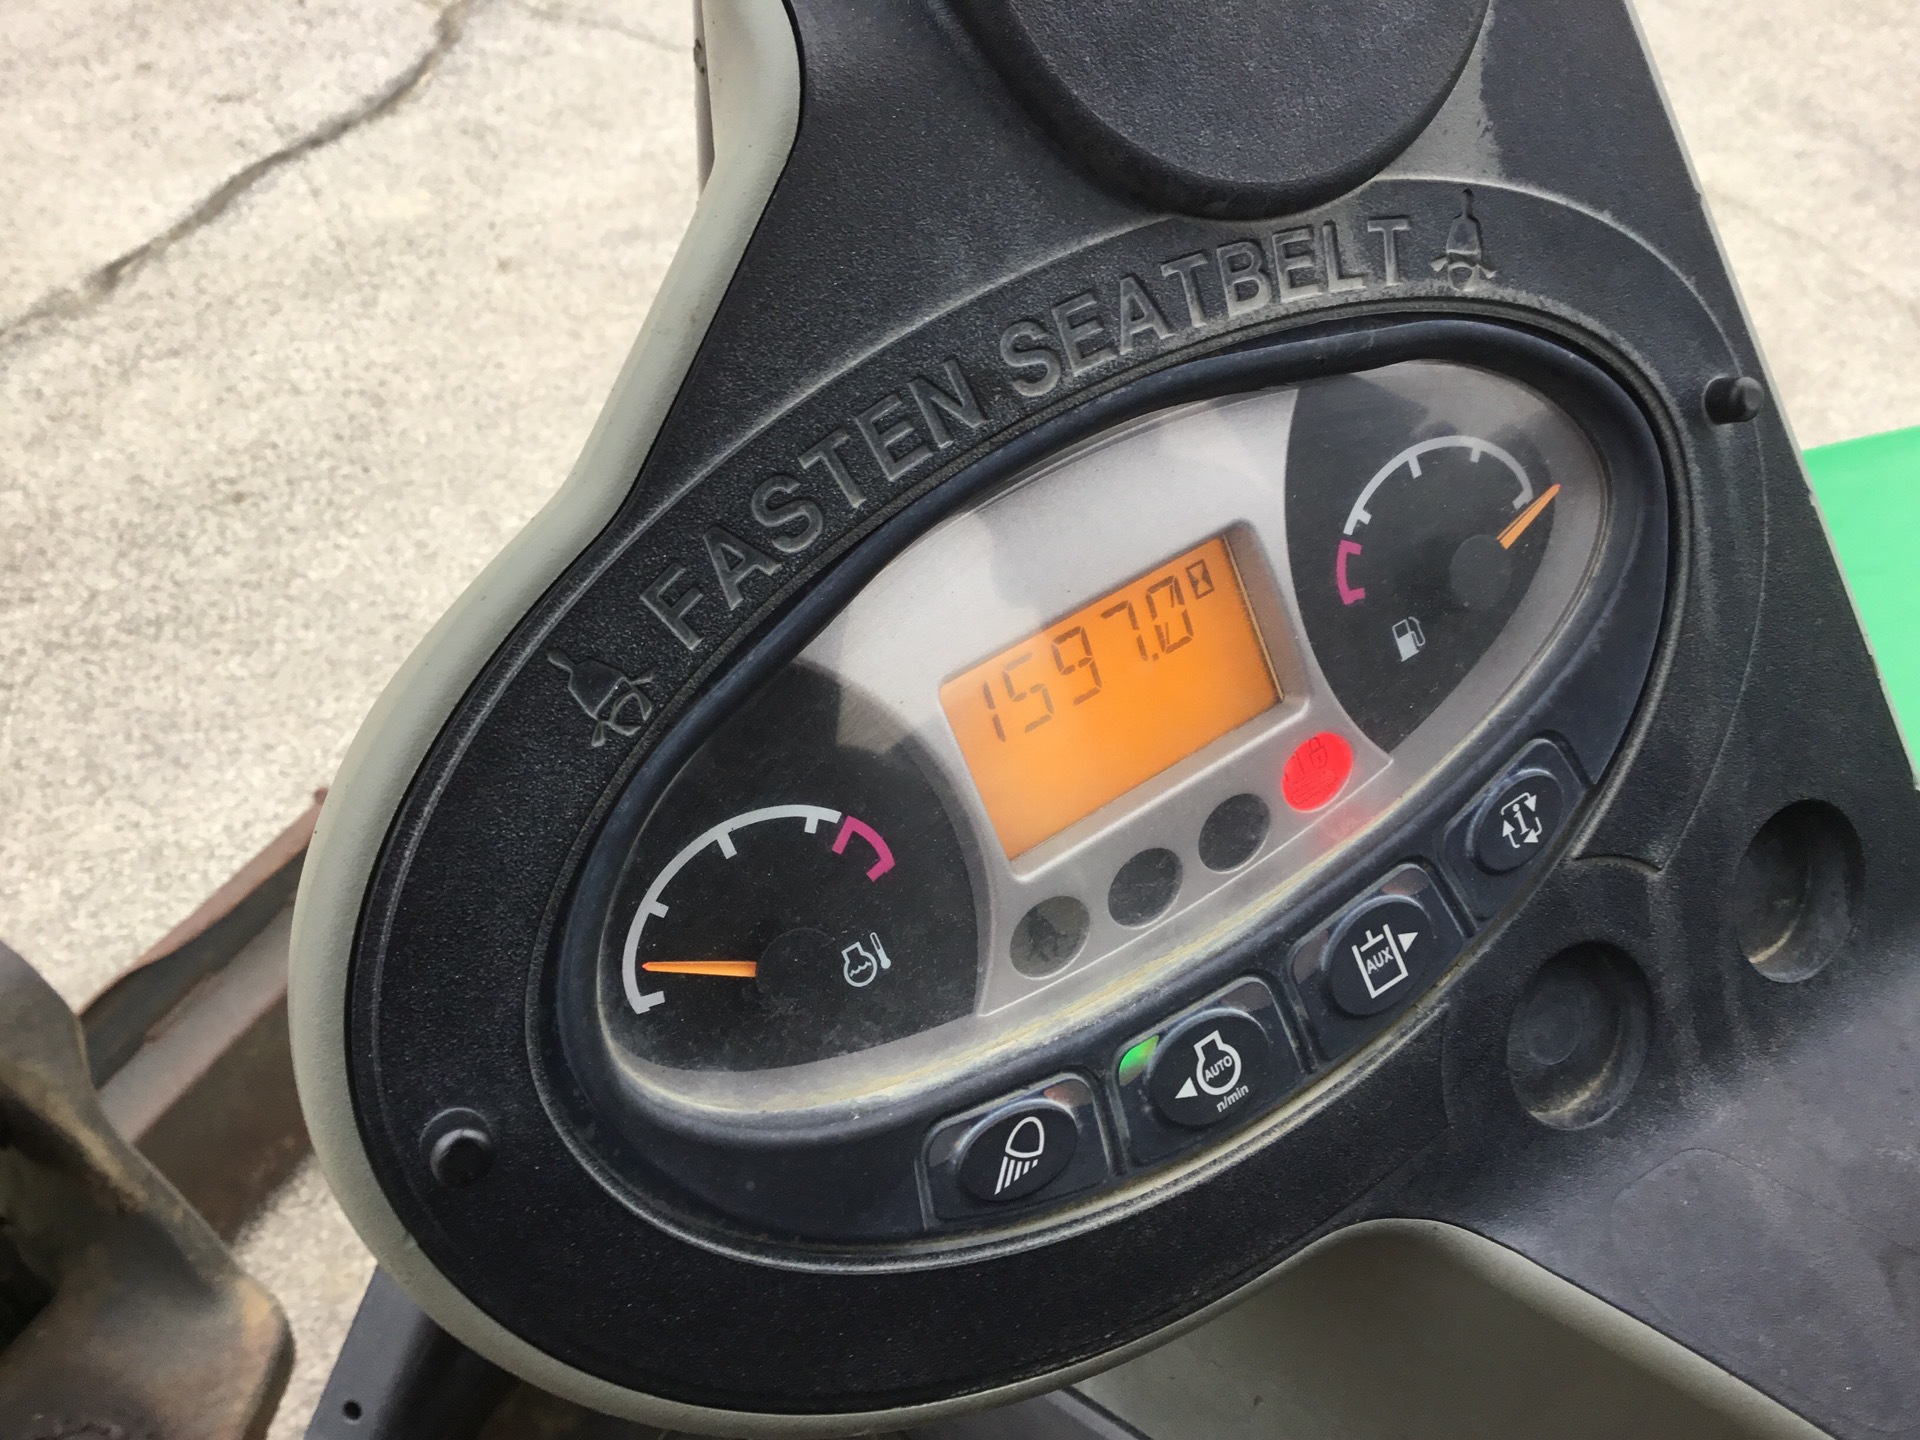 FASTEN SEATBELT
1597.0
AUX
AUTO
n/min
i